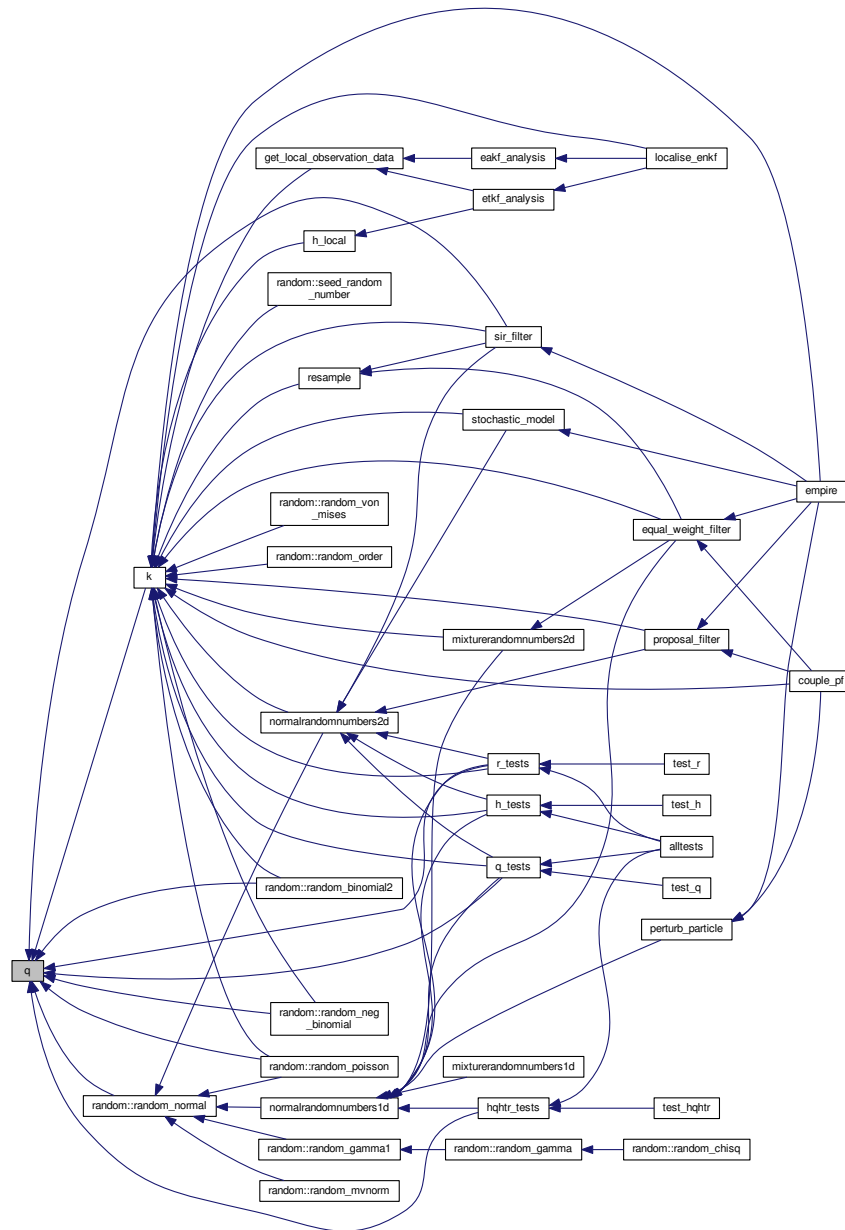 get_local_observation_data
eakf_analysis
localise_enkf
etkf_analysis
h_local
random::seed_random
_number
sir_filter
resample
stochastic_model
empire
random::random_von
_mises
equal_weight_filter
random::random_order
k
mixturerandomnumbers2d
proposal_filter
couple_pf
normalrandomnumbers2d
r_tests
test_r
h_tests
test_h
alltests
q_tests
random::random_binomial2
test_q
perturb_particle
q
random::random_neg
_binomial
random::random_poisson
mixturerandomnumbers1d
random::random_normal
normalrandomnumbers1d
hqhtr_tests
test_hqhtr
random::random_gamma1
random::random_gamma
random::random_chisq
random::random_mvnorm